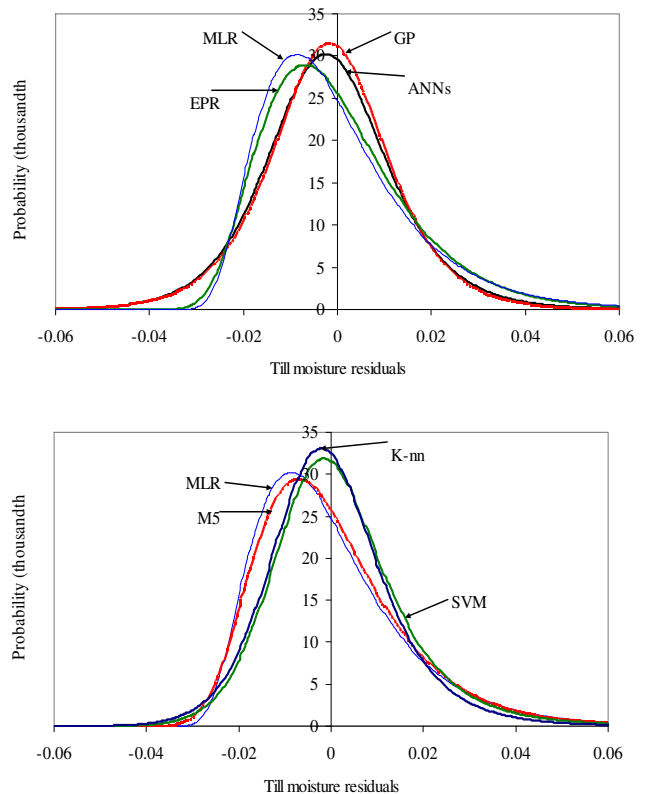 35
MLR
GP
30
ANNs
25
EPR
20
15
10
5
0
Probability (thousandth
-0.06 -0.04 -0.02 0 0.02 0.04 0.06
Till moisture residuals
35
K-nn
30
MLR
25
M5
20
15
SVM
10
5
0
Probability (thousandth
-0.06 -0.04 -0.02 0 0.02 0.04 0.06
Till moisture residuals